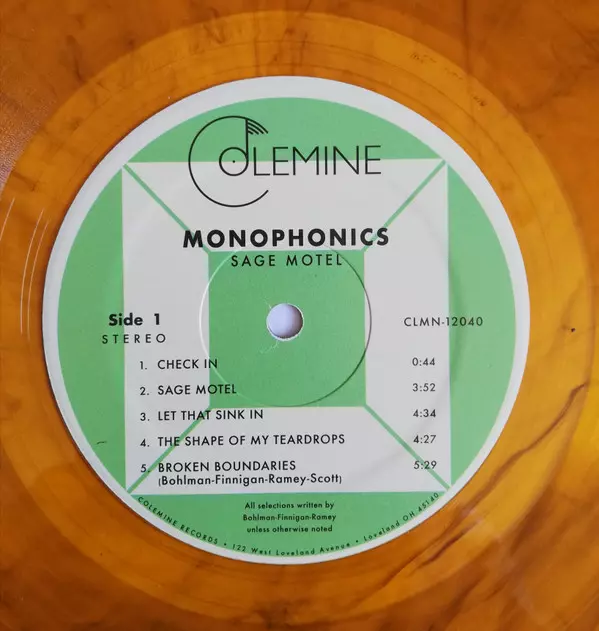 COLEMINE
MONOPHONICS
SAGE MOTEL
Side 1
STEREO
CLMN-12040
1. CHECK IN 0:44
2. SAGE MOTEL 3:52
3. LET THAT SINK IN 4:34
4. THE SHAPE OF MY TEARDROPS 4:27
5. BROKEN BOUNDARIES 5:29
(Bohlman-Finnigan-Ramey-Scott)
All selections written by
Bohlman-Finnigan-Ramey
unless otherwise noted
COLEMINE RECORDS • 122 West Loveland Avenue • Loveland OH 45140